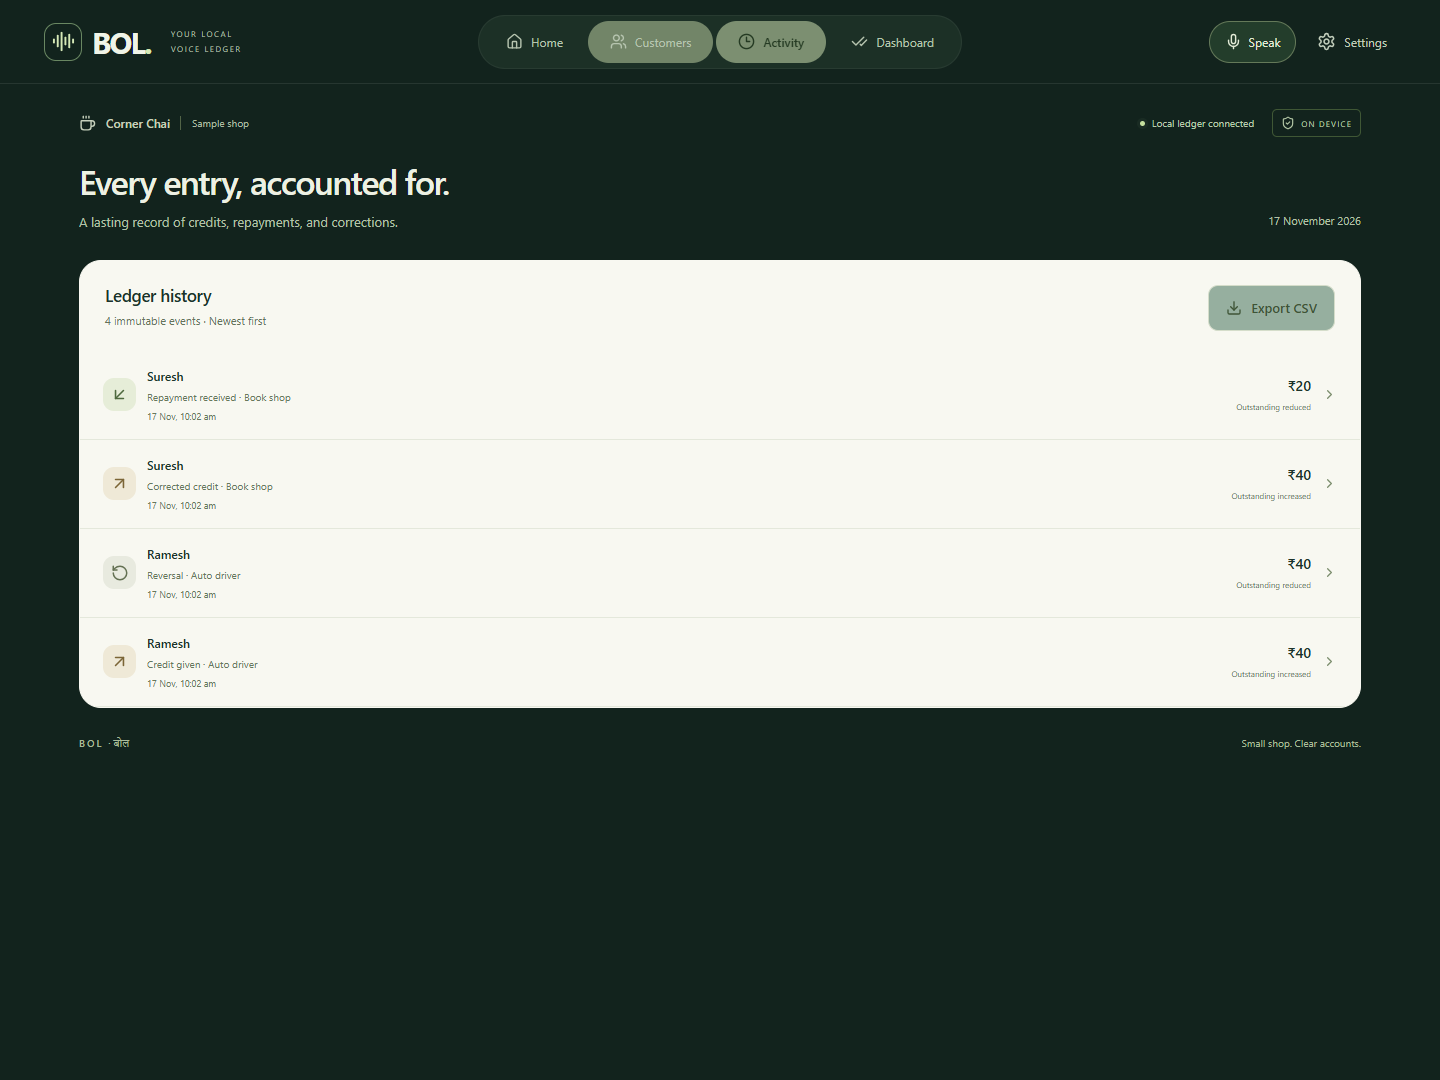 BOL.
YOUR LOCAL
VOICE LEDGER
Home
Customers
Activity
Dashboard
Speak
Settings
Corner Chai
Sample shop
Local ledger connected
ON DEVICE
Every entry, accounted for.
A lasting record of credits, repayments, and corrections.
17 November 2026
Ledger history
4 immutable events · Newest first
Export CSV
Suresh
Repayment received · Book shop
17 Nov, 10:02 am
₹20
Outstanding reduced
Suresh
Corrected credit · Book shop
17 Nov, 10:02 am
₹40
Outstanding increased
Ramesh
Reversal · Auto driver
17 Nov, 10:02 am
₹40
Outstanding reduced
Ramesh
Credit given · Auto driver
17 Nov, 10:02 am
₹40
Outstanding increased
BOL · बोल
Small shop. Clear accounts.